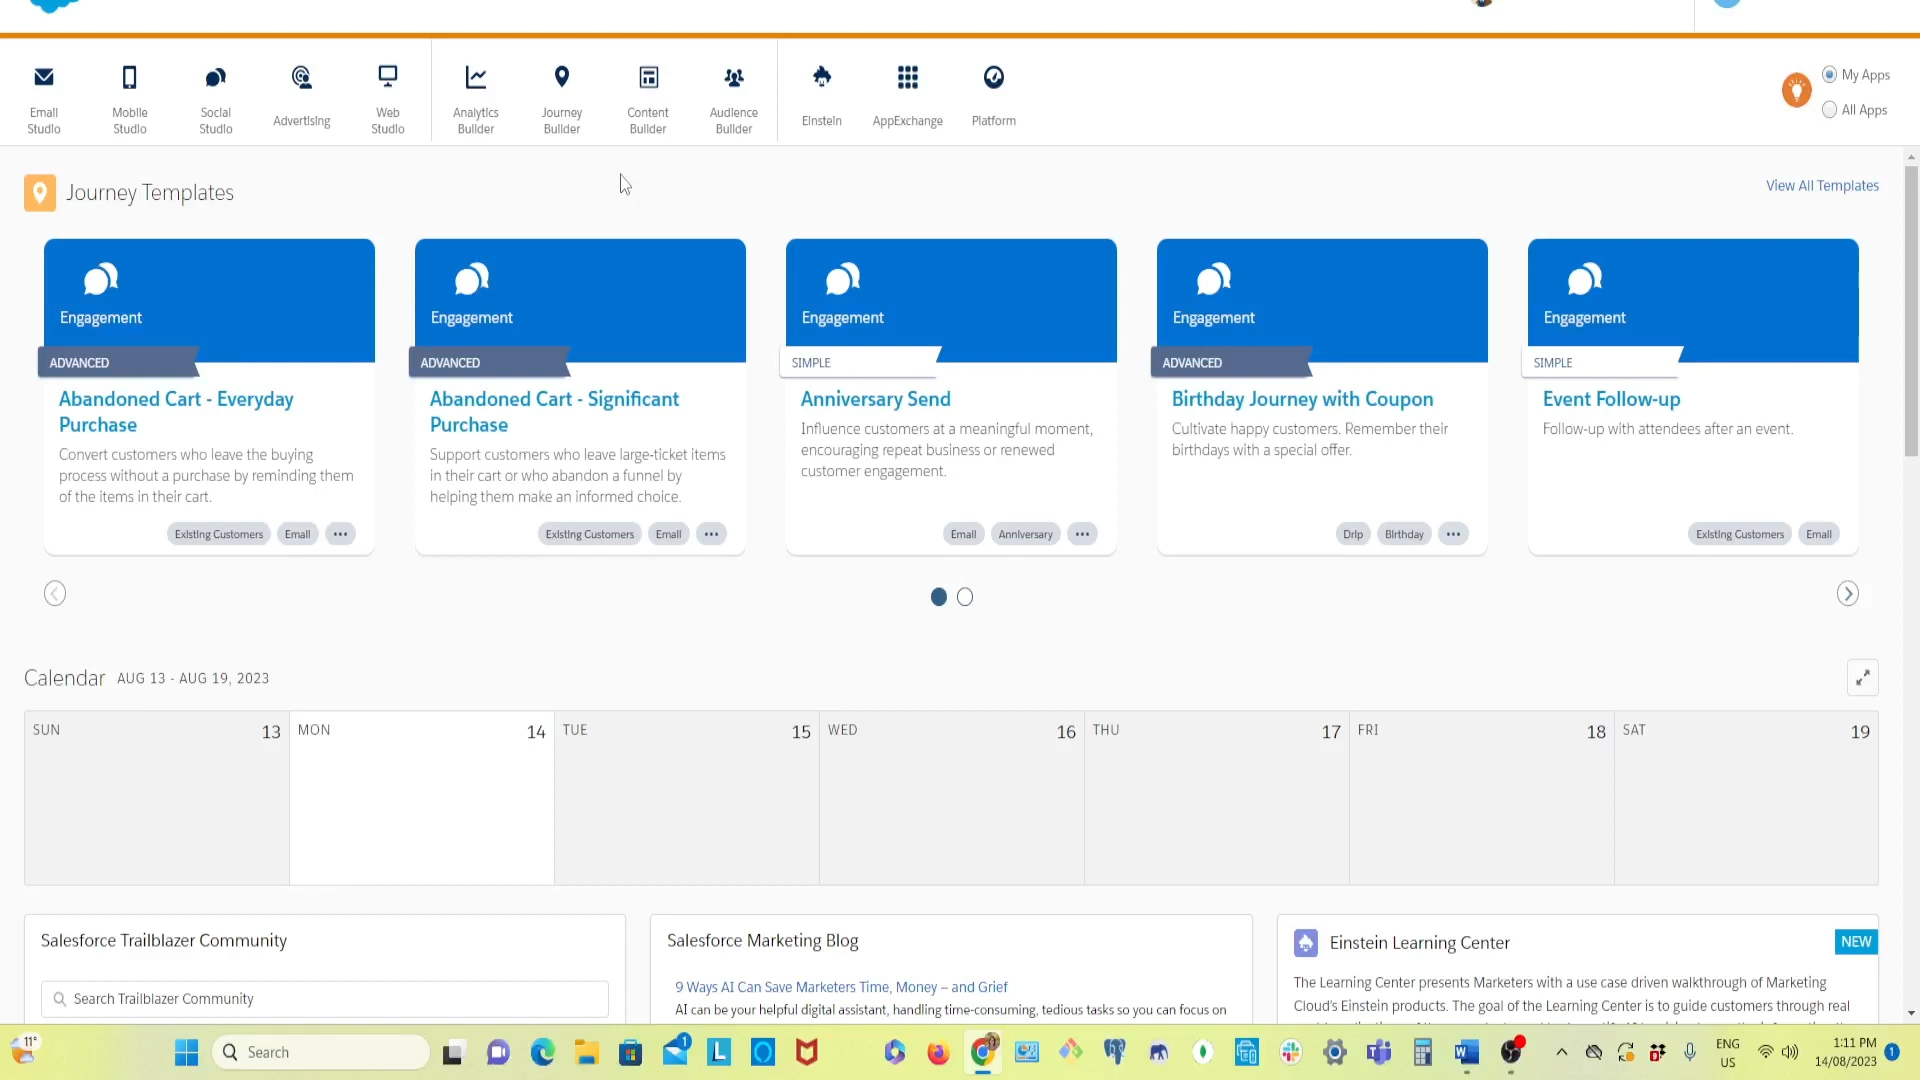 Email
Studio
Mobile
Studio
Social
Studio
Advertising
Web
Studio
Analytics
Builder
Journey
Builder
Content
Builder
Audience
Builder
Einstein
AppExchange
Platform
My Apps
All Apps
Journey Templates
View All Templates
Engagement
ADVANCED
Abandoned Cart - Everyday
Purchase
Convert customers who leave the buying
process without a purchase by reminding them
of the items in their cart.
Existing Customers Email •••
Engagement
ADVANCED
Abandoned Cart - Significant
Purchase
Support customers who leave large-ticket items
in their cart or who abandon a funnel by
helping them make an informed choice.
Existing Customers Email •••
Engagement
SIMPLE
Anniversary Send
Influence customers at a meaningful moment,
encouraging repeat business or renewed
customer engagement.
Email Anniversary •••
Engagement
ADVANCED
Birthday Journey with Coupon
Cultivate happy customers. Remember their
birthdays with a special offer.
Drip Birthday •••
Engagement
SIMPLE
Event Follow-up
Follow-up with attendees after an event.
Existing Customers Email
Calendar AUG 13 - AUG 19, 2023
SUN 13 MON 14 TUE 15 WED 16 THU 17 FRI 18 SAT 19
Salesforce Trailblazer Community
Search Trailblazer Community
Salesforce Marketing Blog
9 Ways AI Can Save Marketers Time, Money – and Grief
AI can be your helpful digital assistant, handling time-consuming, tedious tasks so you can focus on
Einstein Learning Center
NEW
The Learning Center presents Marketers with a use case driven walkthrough of Marketing
Cloud's Einstein products. The goal of the Learning Center is to guide customers through real
11°
Search
1
ENG
US
1:11 PM
14/08/2023
1